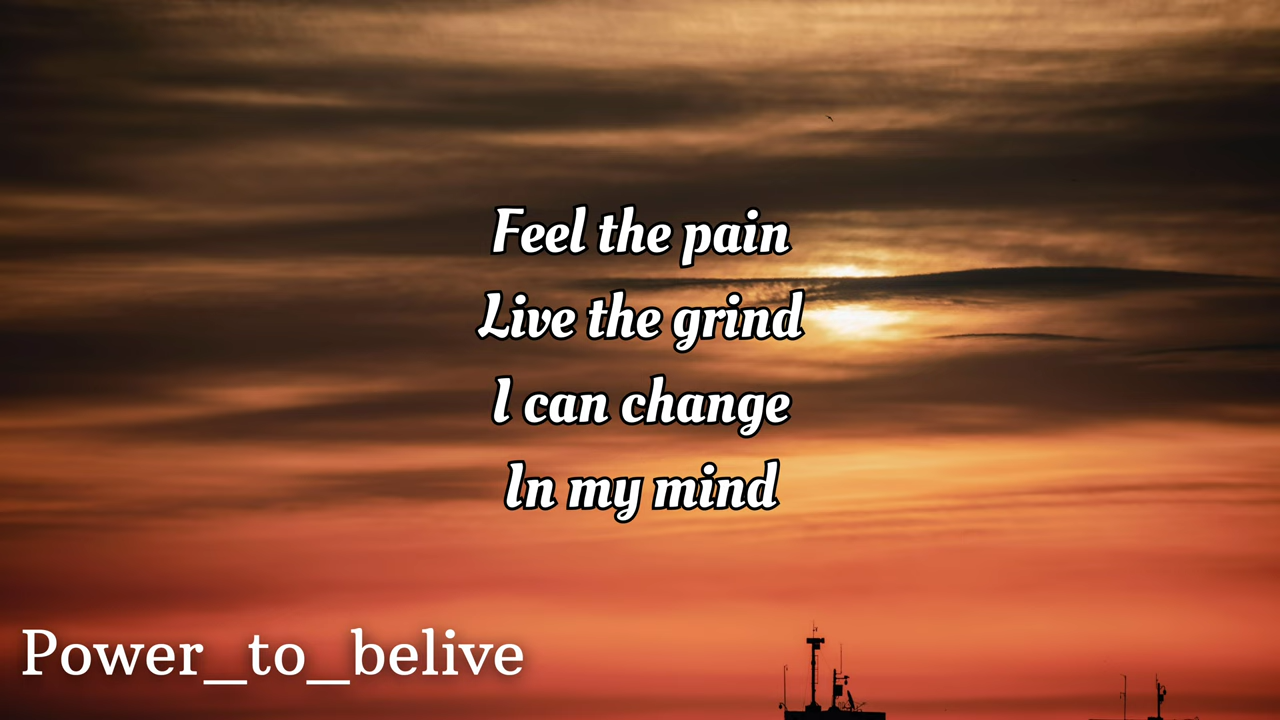 Feel the pain
Live the grind
I can change
In my mind
Power_to_belive